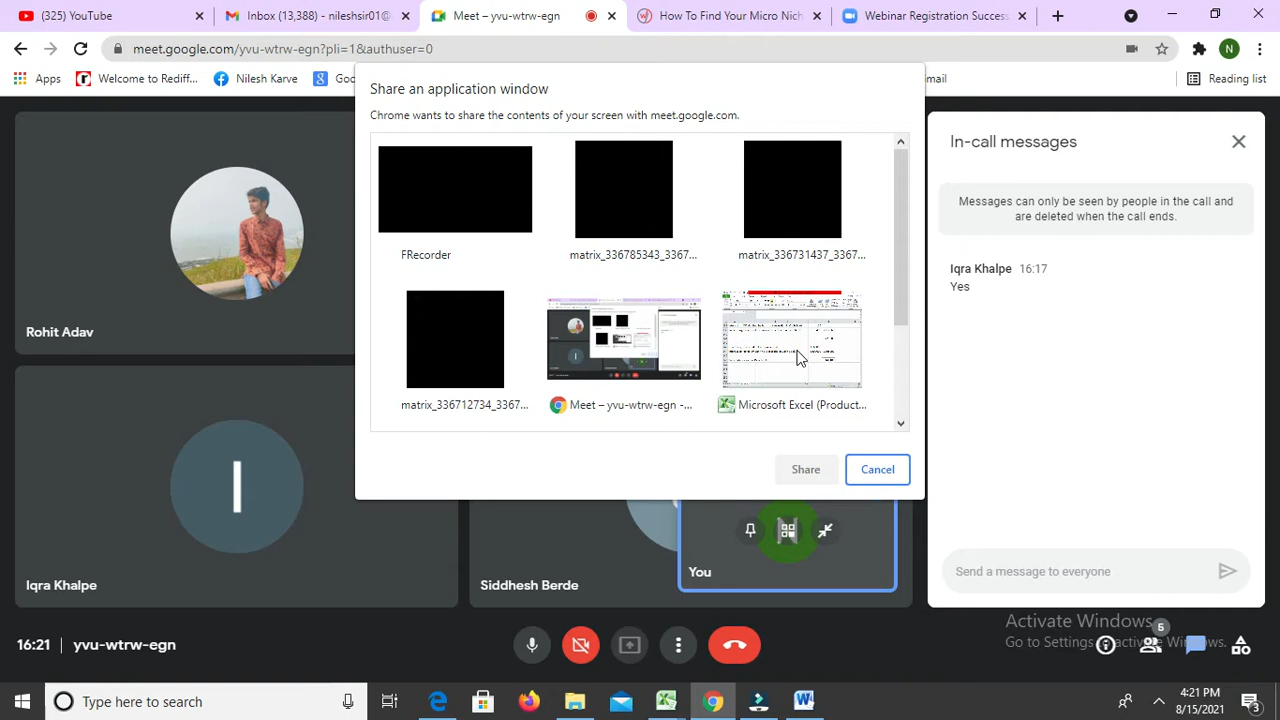 (325) YouTube
Inbox (13,388) - nileshsir01@
Meet – yvu-wtrw-egn
How To Find Your Micro Nich
Webinar Registration Success
meet.google.com/yvu-wtrw-egn?pli=1&authuser=0
N
Apps
Welcome to Rediff...
Nilesh Karve
Goo
mail
Reading list
Share an application window
Chrome wants to share the contents of your screen with meet.google.com.
FRecorder
matrix_336785343_3367...
matrix_336731437_3367...
matrix_336712734_3367...
Meet – yvu-wtrw-egn -...
Microsoft Excel (Product...
Share
Cancel
In-call messages
Messages can only be seen by people in the call and
are deleted when the call ends.
Iqra Khalpe 16:17
Yes
Rohit Adav
I
Iqra Khalpe
Siddhesh Berde
You
Send a message to everyone
Activate Windows
Go to Settings to activate Windows.
16:21 | yvu-wtrw-egn
5
Type here to search
4:21 PM
8/15/2021
3